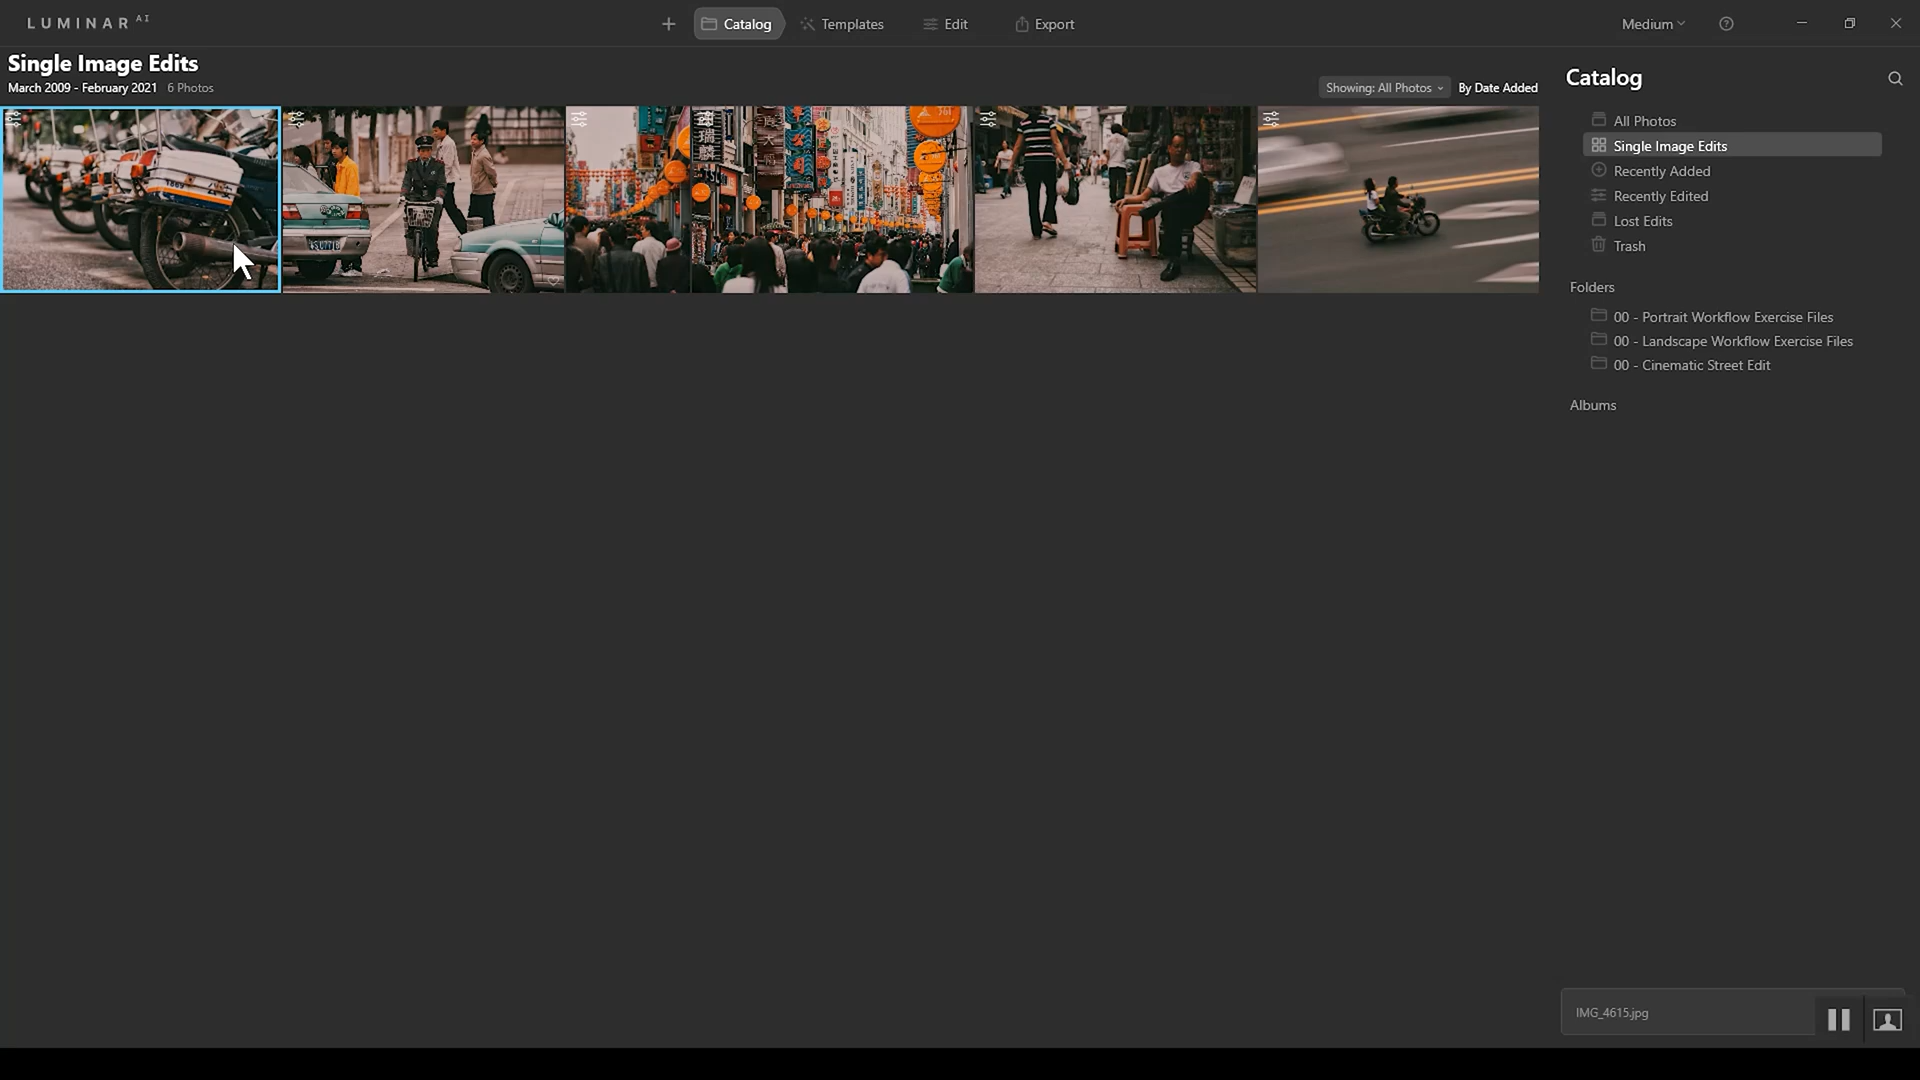 LUMINAR AI
Catalog
Templates
Edit
Export
Medium
Single Image Edits
March 2009 - February 2021 6 Photos
Showing: All Photos
By Date Added
Catalog
All Photos
Single Image Edits
Recently Added
Recently Edited
Lost Edits
Trash
Folders
00 - Portrait Workflow Exercise Files
00 - Landscape Workflow Exercise Files
00 - Cinematic Street Edit
Albums
IMG_4615.jpg